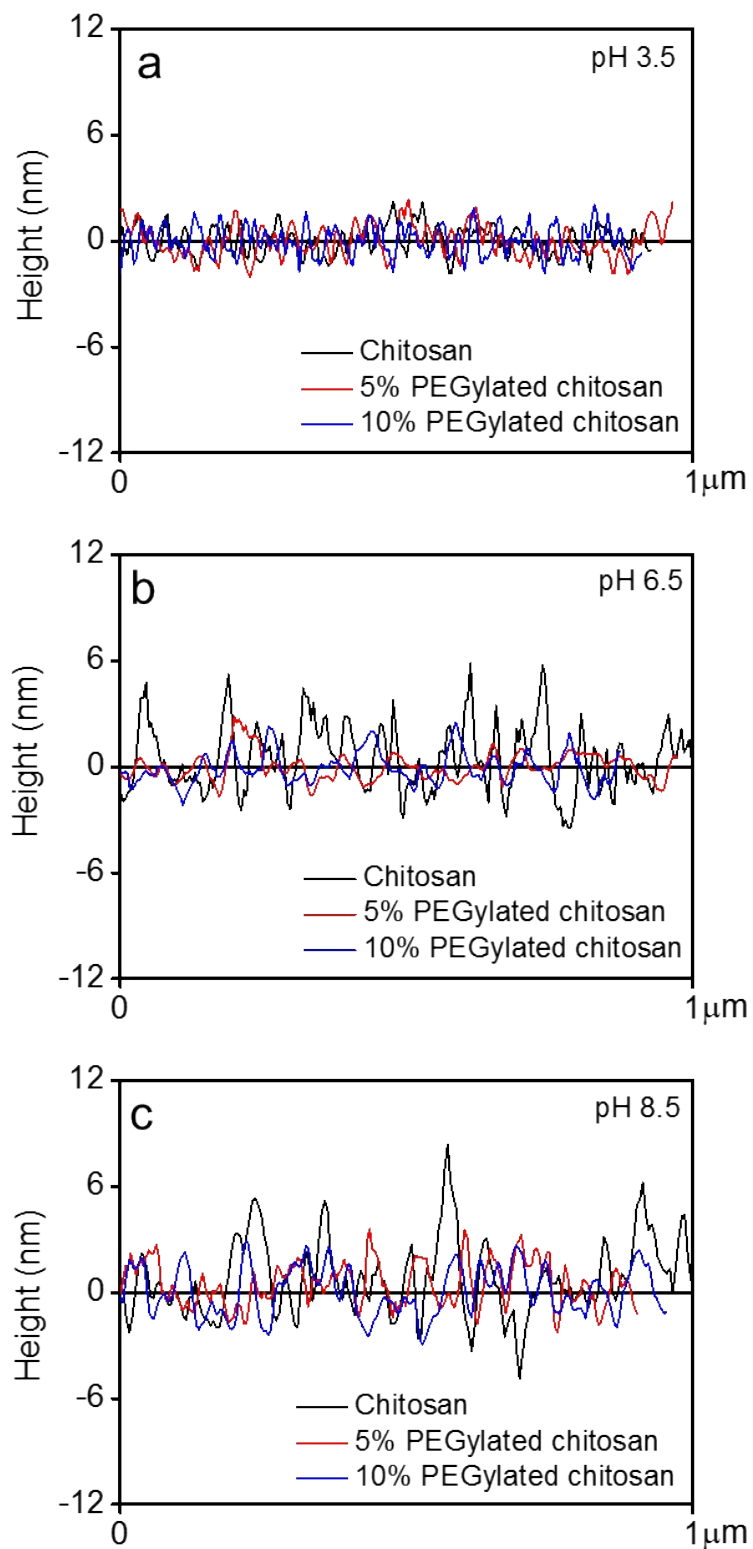 12
a
pH 3.5
6
Height (nm)
0
-6
Chitosan
5% PEGylated chitosan
10% PEGylated chitosan
-12
0
1μm
12
b
pH 6.5
6
Height (nm)
0
-6
Chitosan
5% PEGylated chitosan
10% PEGylated chitosan
-12
0
1μm
12
c
pH 8.5
6
Height (nm)
0
-6
Chitosan
5% PEGylated chitosan
10% PEGylated chitosan
-12
0
1μm